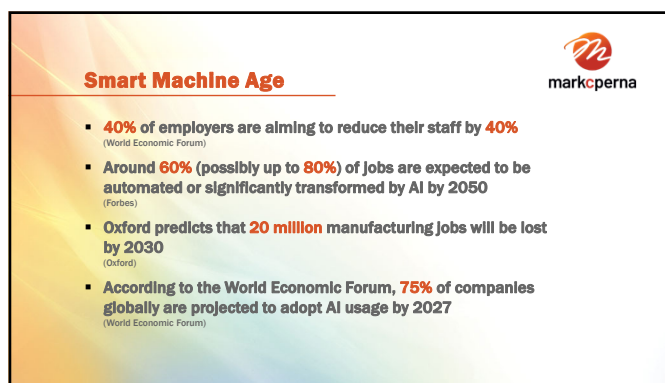 markcperna
Smart Machine Age
▪ 40% of employers are aiming to reduce their staff by 40%
(World Economic Forum)
▪ Around 60% (possibly up to 80%) of jobs are expected to be
automated or significantly transformed by AI by 2050
(Forbes)
▪ Oxford predicts that 20 million manufacturing jobs will be lost
by 2030
(Oxford)
▪ According to the World Economic Forum, 75% of companies
globally are projected to adopt AI usage by 2027
(World Economic Forum)